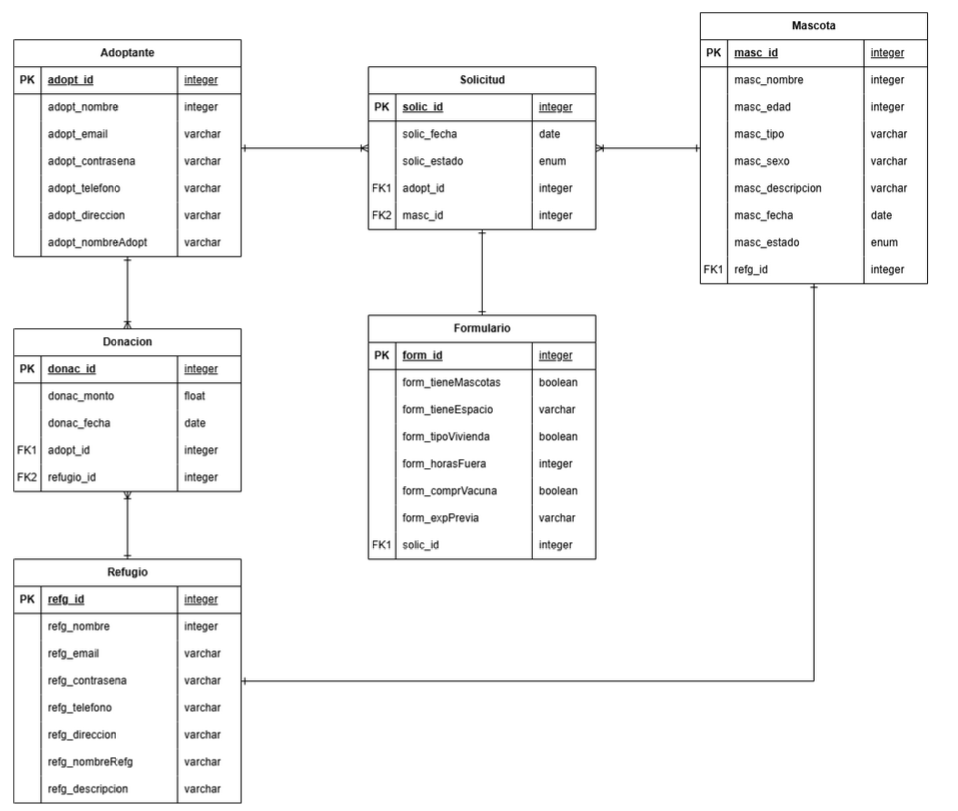 Adoptante
PK adopt_id integer
adopt_nombre integer
adopt_email varchar
adopt_contrasena varchar
adopt_telefono varchar
adopt_direccion varchar
adopt_nombreAdopt varchar
Solicitud
PK solic_id integer
solic_fecha date
solic_estado enum
FK1 adopt_id integer
FK2 masc_id integer
Mascota
PK masc_id integer
masc_nombre integer
masc_edad integer
masc_tipo varchar
masc_sexo varchar
masc_descripcion varchar
masc_fecha date
masc_estado enum
FK1 refg_id integer
Donacion
PK donac_id integer
donac_monto float
donac_fecha date
FK1 adopt_id integer
FK2 refugio_id integer
Formulario
PK form_id integer
form_tieneMascotas boolean
form_tieneEspacio varchar
form_tipoVivienda boolean
form_horasFuera integer
form_comprVacuna boolean
form_expPrevia varchar
FK1 solic_id integer
Refugio
PK refg_id integer
refg_nombre integer
refg_email varchar
refg_contrasena varchar
refg_telefono varchar
refg_direccion varchar
refg_nombreRefg varchar
refg_descripcion varchar